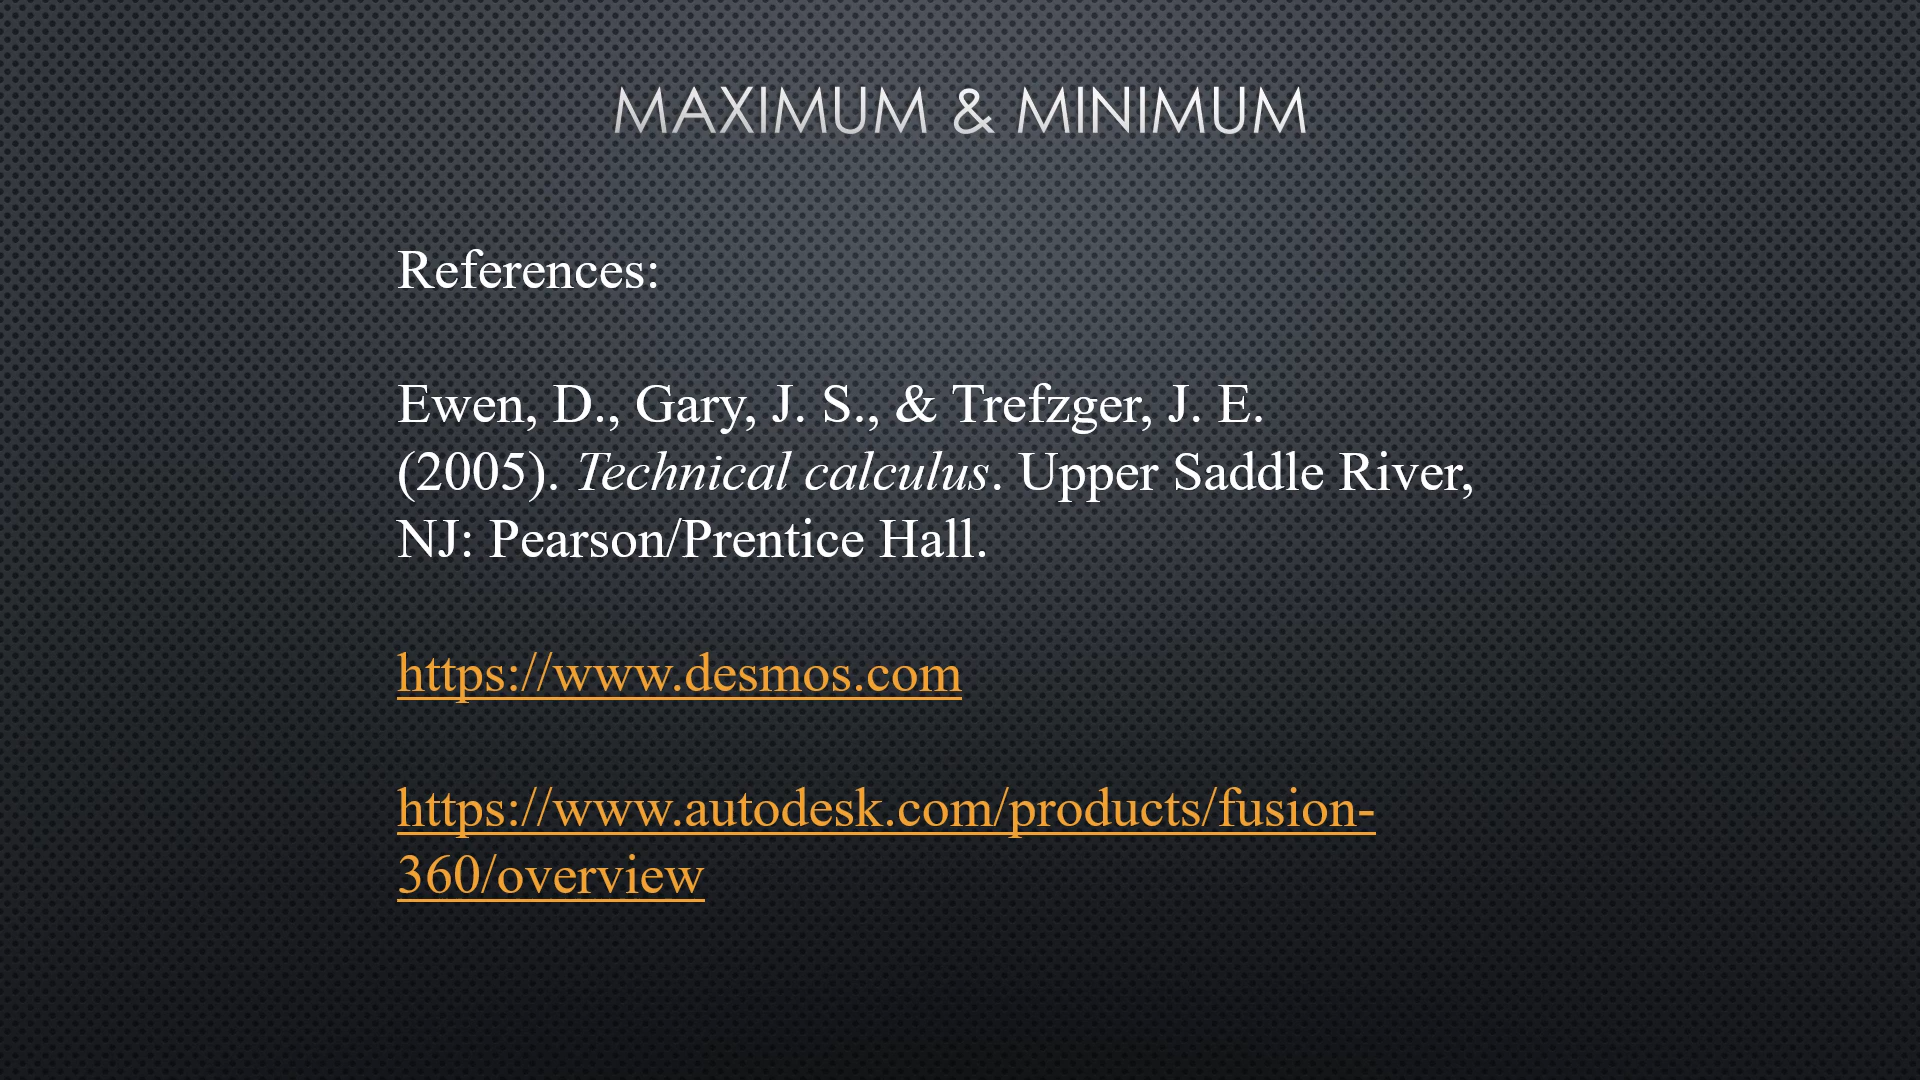 MAXIMUM & MINIMUM
References:
Ewen, D., Gary, J. S., & Trefzger, J. E.
(2005). Technical calculus. Upper Saddle River,
NJ: Pearson/Prentice Hall.
https://www.desmos.com
https://www.autodesk.com/products/fusion-
360/overview